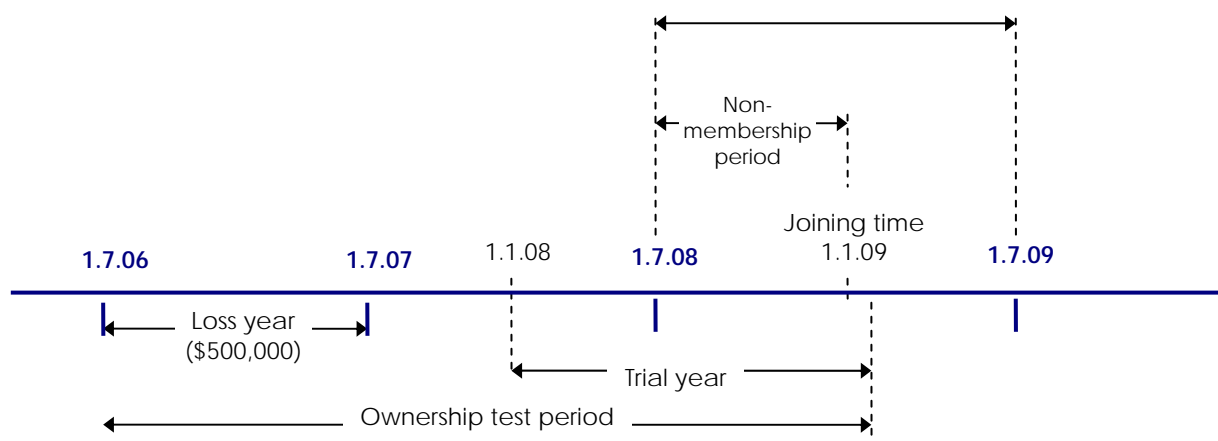 Non-
membership
period
Joining time
1.7.06 1.7.07 1.1.08 1.7.08 1.1.09 1.7.09
Loss year
($500,000)
Trial year
Ownership test period